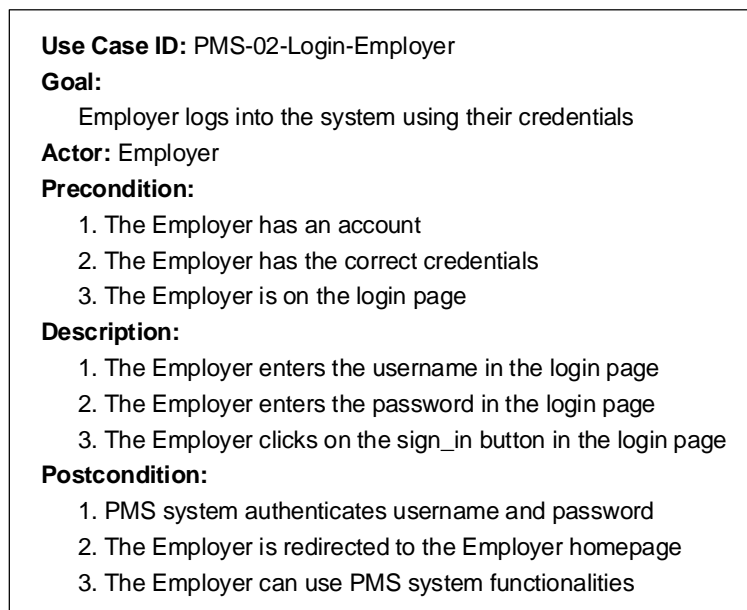 Use Case ID: PMS-02-Login-Employer
Goal:
Employer logs into the system using their credentials
Actor: Employer
Precondition:
1. The Employer has an account
2. The Employer has the correct credentials
3. The Employer is on the login page
Description:
1. The Employer enters the username in the login page
2. The Employer enters the password in the login page
3. The Employer clicks on the sign_in button in the login page
Postcondition:
1. PMS system authenticates username and password
2. The Employer is redirected to the Employer homepage
3. The Employer can use PMS system functionalities